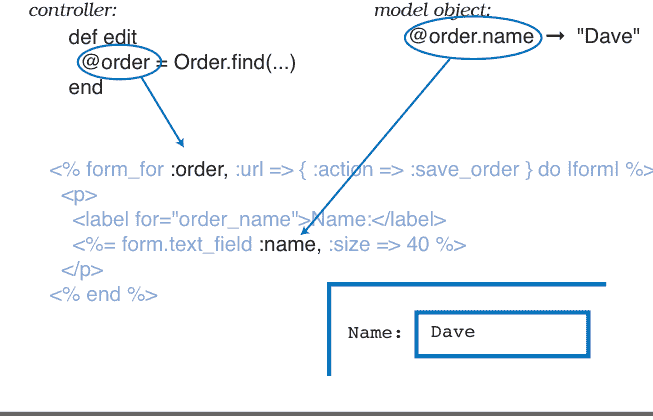 controller:
def edit
@order = Order.find(...)
end
model object:
@order.name → "Dave"
<% form_for :order, :url => { :action => :save_order } do |form| %>
<p>
<label for="order_name">Name:</label>
<%= form.text_field :name, :size => 40 %>
</p>
<% end %>
Name: Dave